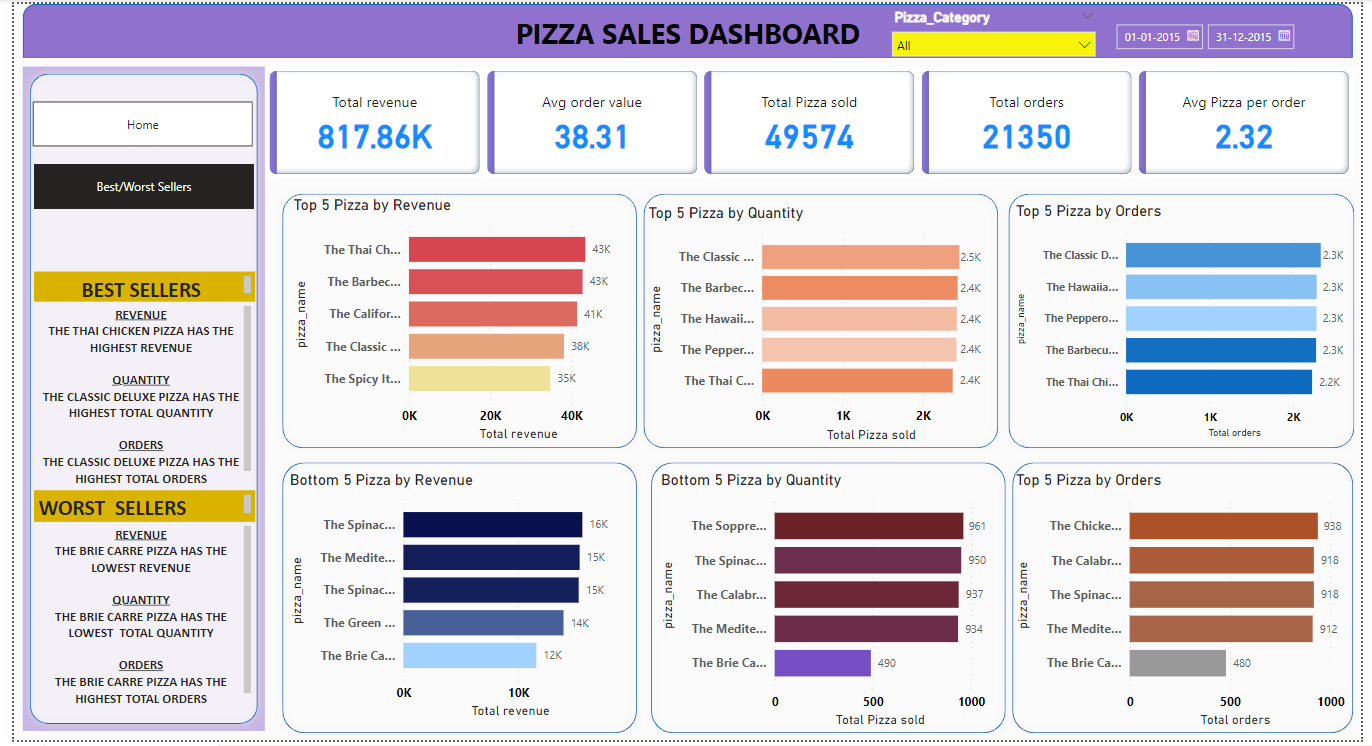 PIZZA SALES DASHBOARD
Pizza_Category
All
01-01-2015
31-12-2015
Home
Best/Worst Sellers
BEST SELLERS
REVENUE
THE THAI CHICKEN PIZZA HAS THE
HIGHEST REVENUE
QUANTITY
THE CLASSIC DELUXE PIZZA HAS THE
HIGHEST TOTAL QUANTITY
ORDERS
THE CLASSIC DELUXE PIZZA HAS THE
HIGHEST TOTAL ORDERS
WORST  SELLERS
REVENUE
THE BRIE CARRE PIZZA HAS THE
LOWEST REVENUE
QUANTITY
THE BRIE CARRE PIZZA HAS THE
LOWEST  TOTAL QUANTITY
ORDERS
THE BRIE CARRE PIZZA HAS THE
HIGHEST TOTAL ORDERS
Total revenue
817.86K
Avg order value
38.31
Total Pizza sold
49574
Total orders
21350
Avg Pizza per order
2.32
Top 5 Pizza by Revenue
pizza_name
The Thai Ch... 43K
The Barbec... 43K
The Califor... 41K
The Classic ... 38K
The Spicy It... 35K
0K 20K 40K
Total revenue
Top 5 Pizza by Quantity
pizza_name
The Classic ... 2.5K
The Barbec... 2.4K
The Hawaii... 2.4K
The Pepper... 2.4K
The Thai C... 2.4K
0K 1K 2K
Total Pizza sold
Top 5 Pizza by Orders
pizza_name
The Classic D... 2.3K
The Hawaiia... 2.3K
The Peppero... 2.3K
The Barbecu... 2.3K
The Thai Chi... 2.2K
0K 1K 2K
Total orders
Bottom 5 Pizza by Revenue
pizza_name
The Spinac... 16K
The Medite... 15K
The Spinac... 15K
The Green ... 14K
The Brie Ca... 12K
0K 10K
Total revenue
Bottom 5 Pizza by Quantity
pizza_name
The Soppre... 961
The Spinac... 950
The Calabr... 937
The Medite... 934
The Brie Ca... 490
0 500 1000
Total Pizza sold
Top 5 Pizza by Orders
pizza_name
The Chicke... 938
The Calabr... 918
The Spinac... 918
The Medite... 912
The Brie Ca... 480
0 500 1000
Total orders